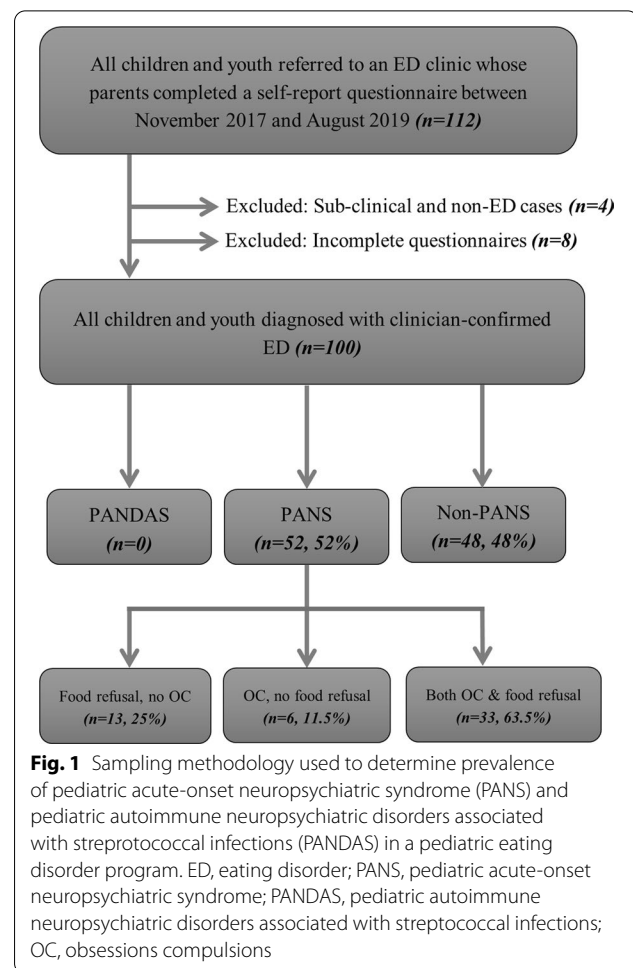 All children and youth referred to an ED clinic whose
parents completed a self-report questionnaire between
November 2017 and August 2019 (n=112)
Excluded: Sub-clinical and non-ED cases (n=4)
Excluded: Incomplete questionnaires (n=8)
All children and youth diagnosed with clinician-confirmed
ED (n=100)
PANDAS
(n=0)
PANS
(n=52, 52%)
Non-PANS
(n=48, 48%)
Food refusal, no OC
(n=13, 25%)
OC, no food refusal
(n=6, 11.5%)
Both OC & food refusal
(n=33, 63.5%)
Fig. 1 Sampling methodology used to determine prevalence
of pediatric acute-onset neuropsychiatric syndrome (PANS) and
pediatric autoimmune neuropsychiatric disorders associated
with streprotococcal infections (PANDAS) in a pediatric eating
disorder program. ED, eating disorder; PANS, pediatric acute-onset
neuropsychiatric syndrome; PANDAS, pediatric autoimmune
neuropsychiatric disorders associated with streptococcal infections;
OC, obsessions compulsions